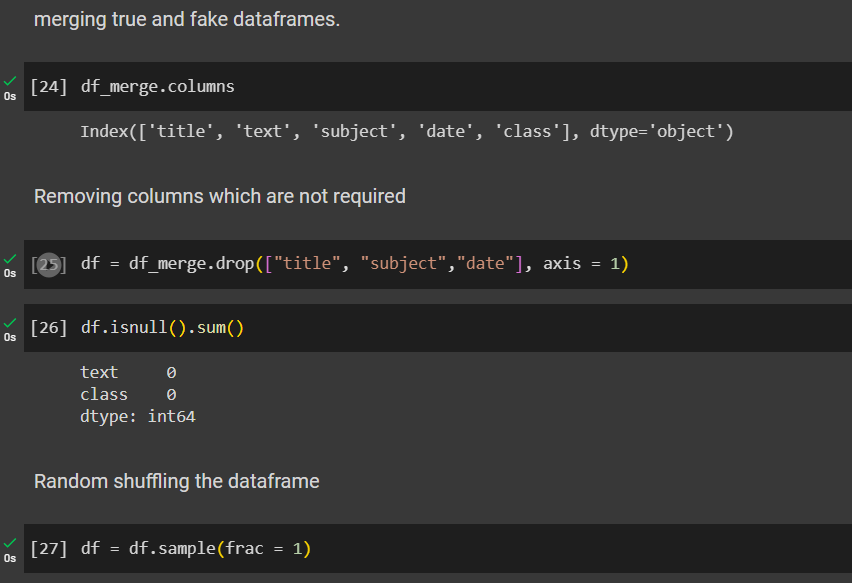 merging true and fake dataframes.
[24] df_merge.columns
0s
Index(['title', 'text', 'subject', 'date', 'class'], dtype='object')
Removing columns which are not required
[25] df = df_merge.drop(["title", "subject","date"], axis = 1)
0s
[26] df.isnull().sum()
0s
text     0
class    0
dtype: int64
Random shuffling the dataframe
[27] df = df.sample(frac = 1)
0s